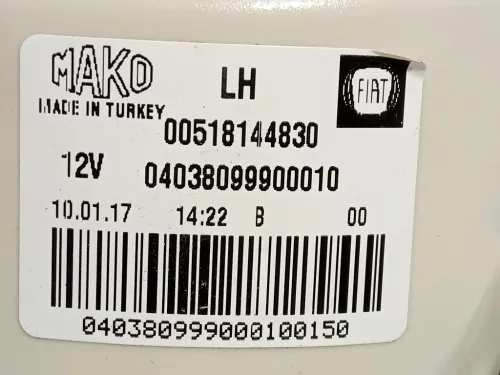 MAKO LH FIAT
MADE IN TURKEY
00518144830
12V 04038099900010
10.01.17 14:22 B 00
040380999000100150